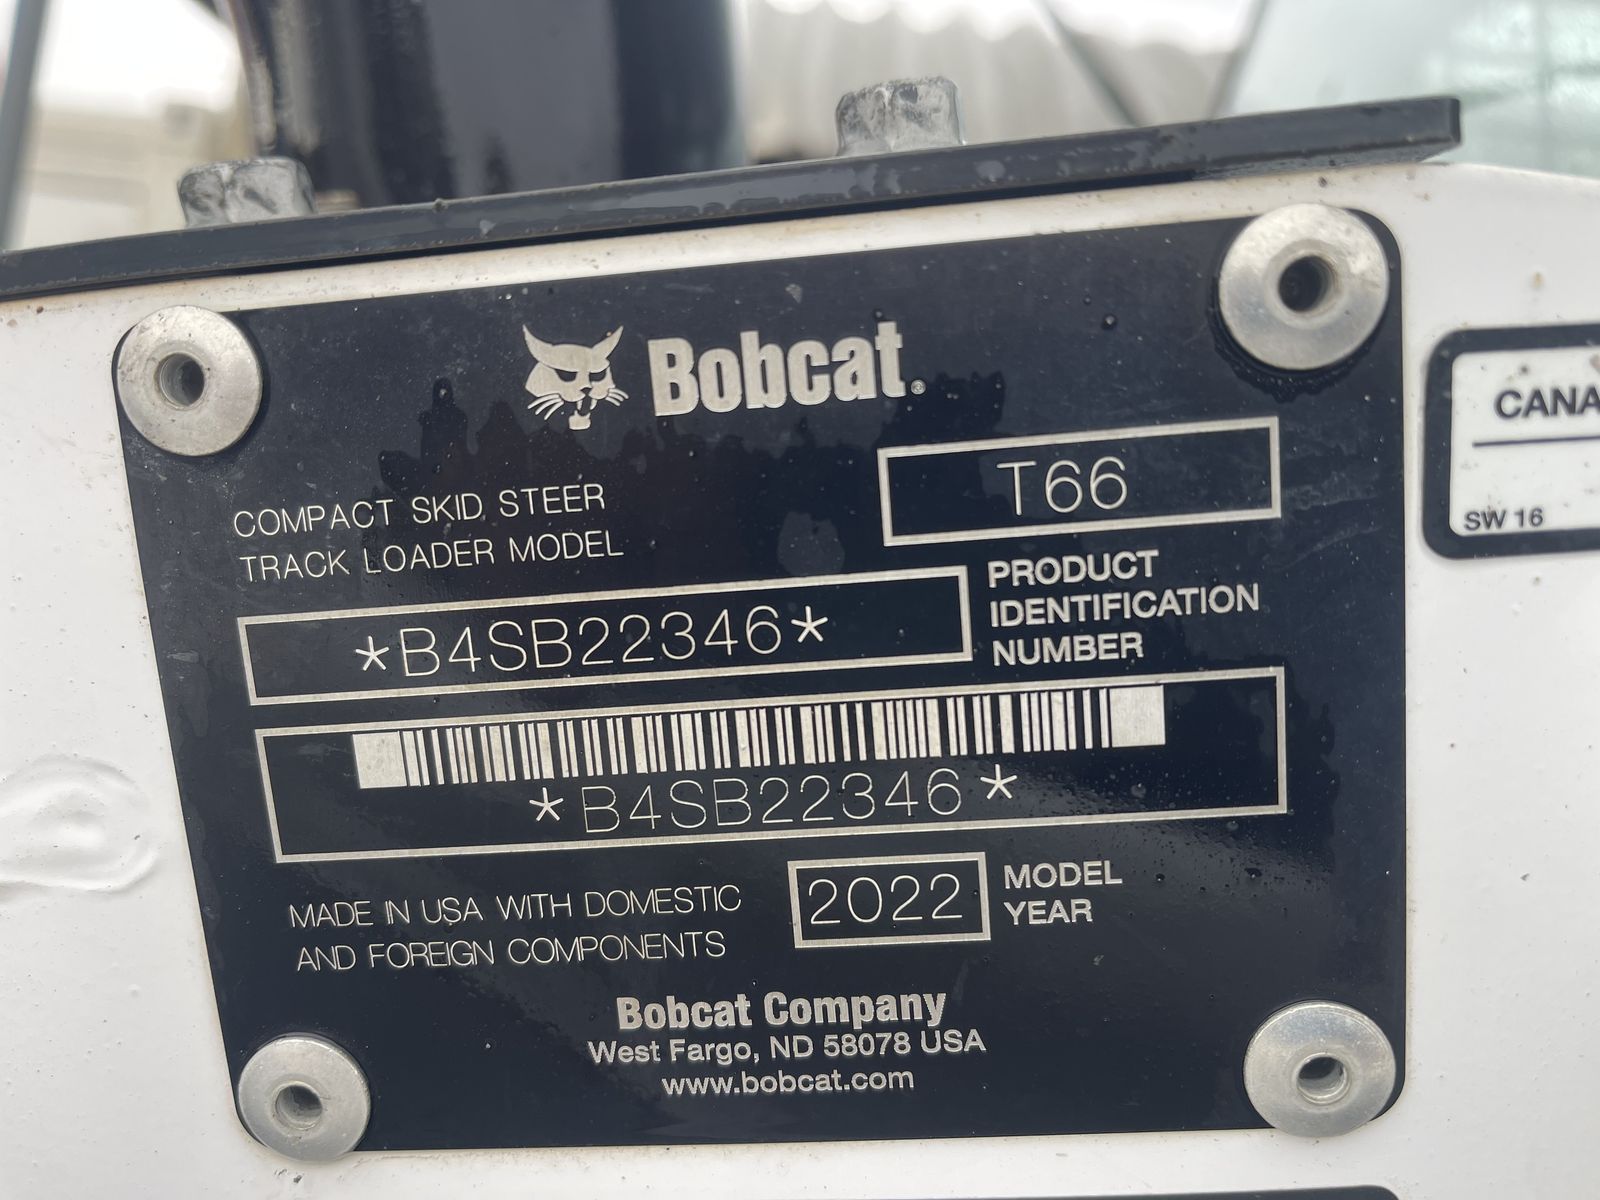 Bobcat®
COMPACT SKID STEER
TRACK LOADER MODEL
T66
*B4SB22346*
PRODUCT
IDENTIFICATION
NUMBER
*B4SB22346*
MADE IN USA WITH DOMESTIC
AND FOREIGN COMPONENTS
2022
MODEL
YEAR
Bobcat Company
West Fargo, ND 58078 USA
www.bobcat.com
CANA
SW 16